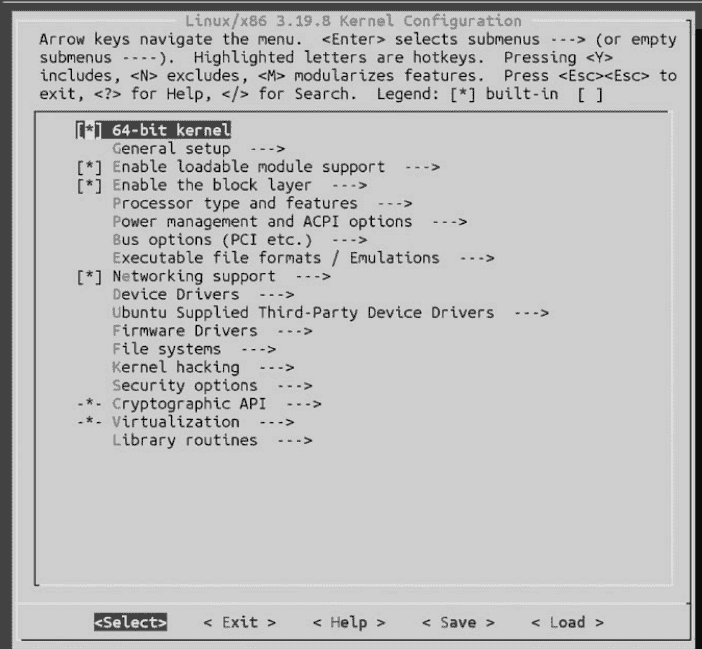 Linux/x86 3.19.8 Kernel Configuration
Arrow keys navigate the menu.  <Enter> selects submenus ---> (or empty
submenus ----).  Highlighted letters are hotkeys.  Pressing <Y>
includes, <N> excludes, <M> modularizes features.  Press <Esc><Esc> to
exit, <?> for Help, </> for Search.  Legend: [*] built-in  [ ]
[*] 64-bit kernel
General setup  --->
[*] Enable loadable module support  --->
[*] Enable the block layer  --->
Processor type and features  --->
Power management and ACPI options  --->
Bus options (PCI etc.)  --->
Executable file formats / Emulations  --->
[*] Networking support  --->
Device Drivers  --->
Ubuntu Supplied Third-Party Device Drivers  --->
Firmware Drivers  --->
File systems  --->
Kernel hacking  --->
Security options  --->
-*- Cryptographic API  --->
-*- Virtualization  --->
Library routines  --->
<Select>    < Exit >    < Help >    < Save >    < Load >